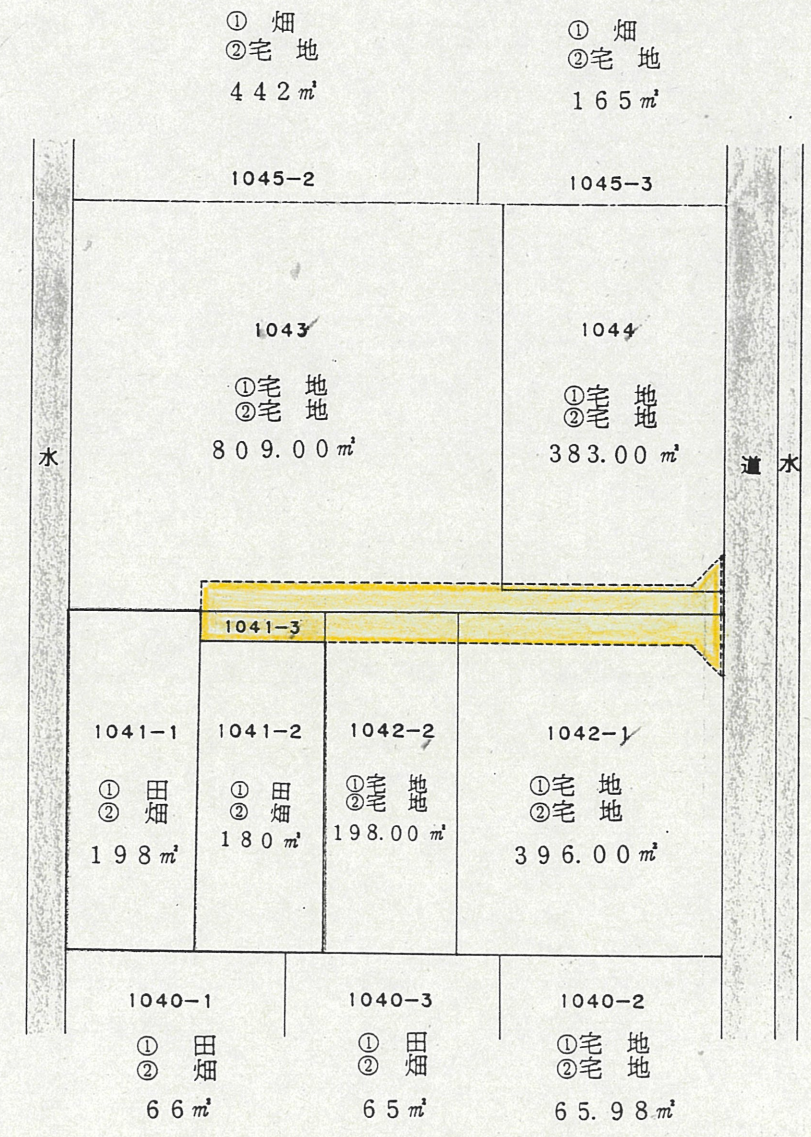 ① 畑
②宅 地
442㎡
① 畑
②宅 地
165㎡
1045-2
1045-3
1043
①宅 地
②宅 地
809.00㎡
1044
①宅 地
②宅 地
383.00㎡
水
道
水
1041-3
1041-1
① 田
② 畑
198㎡
1041-2
① 田
② 畑
180㎡
1042-2
①宅 地
②宅 地
198.00㎡
1042-1
①宅 地
②宅 地
396.00㎡
1040-1
① 田
② 畑
66㎡
1040-3
① 田
② 畑
65㎡
1040-2
①宅 地
②宅 地
65.98㎡